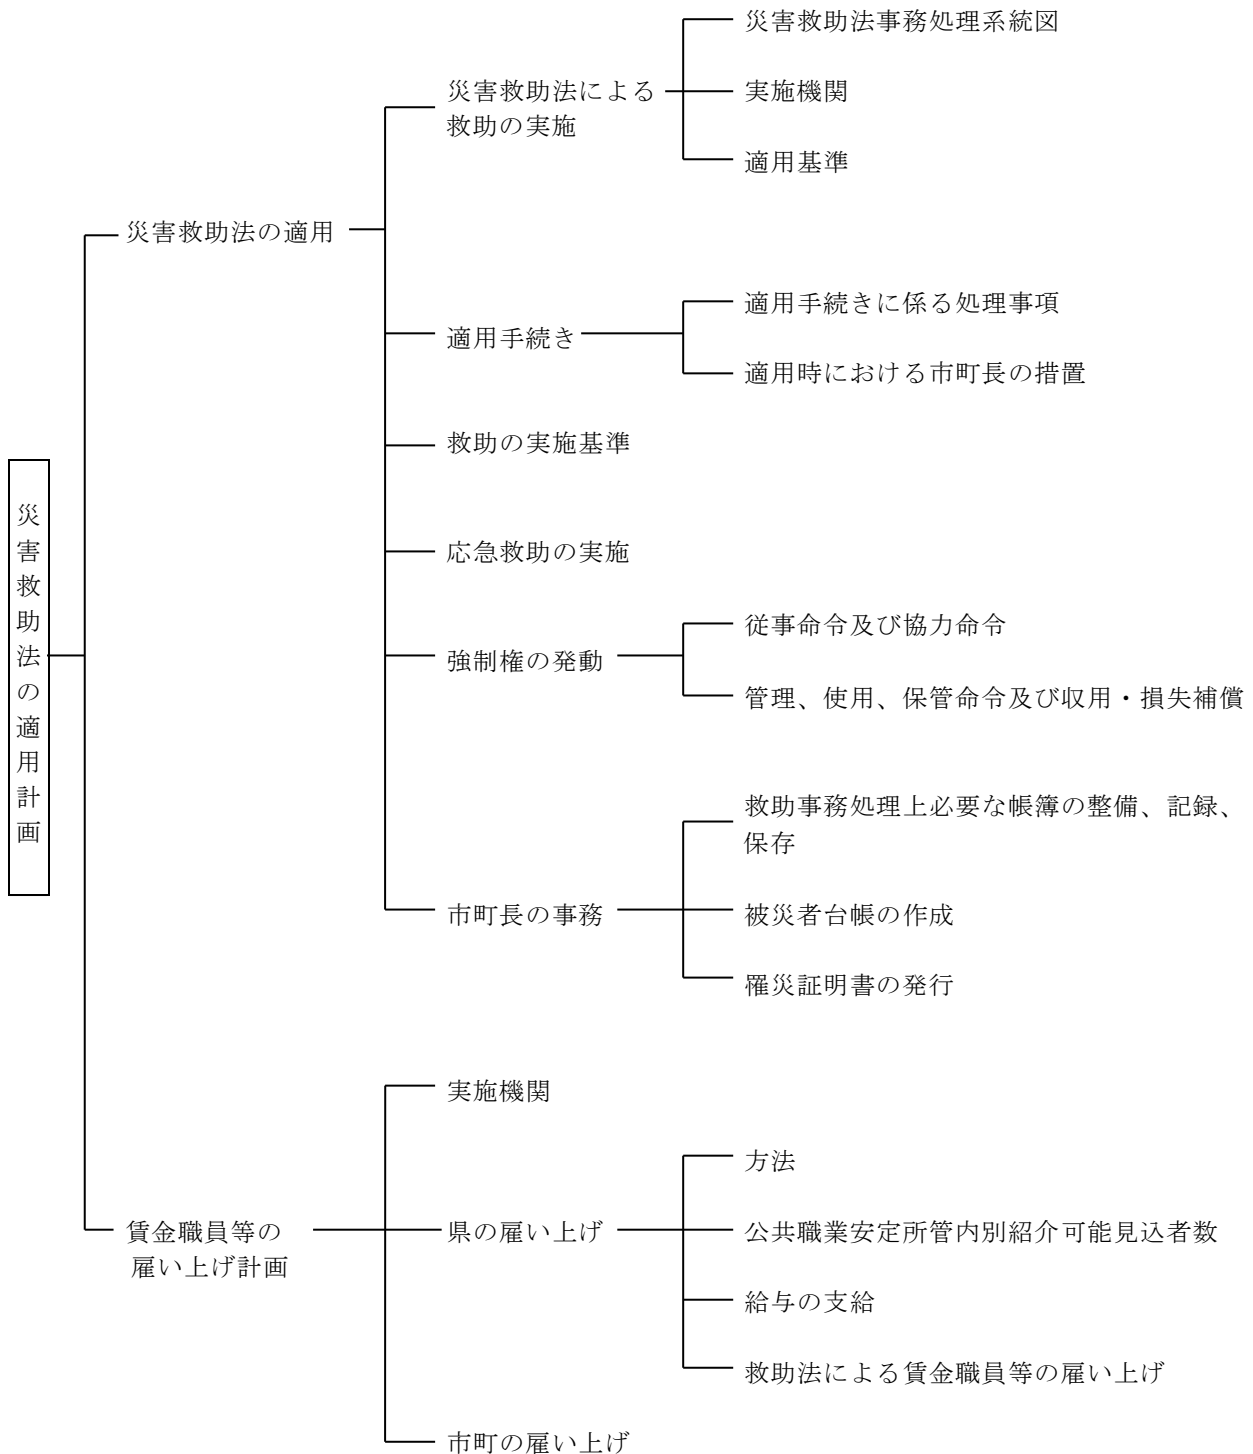 災害救助法の適用計画
災害救助法の適用
災害救助法による
救助の実施
災害救助法事務処理系統図
実施機関
適用基準
適用手続き
適用手続きに係る処理事項
適用時における市町長の措置
救助の実施基準
応急救助の実施
強制権の発動
従事命令及び協力命令
管理、使用、保管命令及び収用・損失補償
市町長の事務
救助事務処理上必要な帳簿の整備、記録、
保存
被災者台帳の作成
罹災証明書の発行
賃金職員等の
雇い上げ計画
実施機関
県の雇い上げ
方法
公共職業安定所管内別紹介可能見込者数
給与の支給
救助法による賃金職員等の雇い上げ
市町の雇い上げ